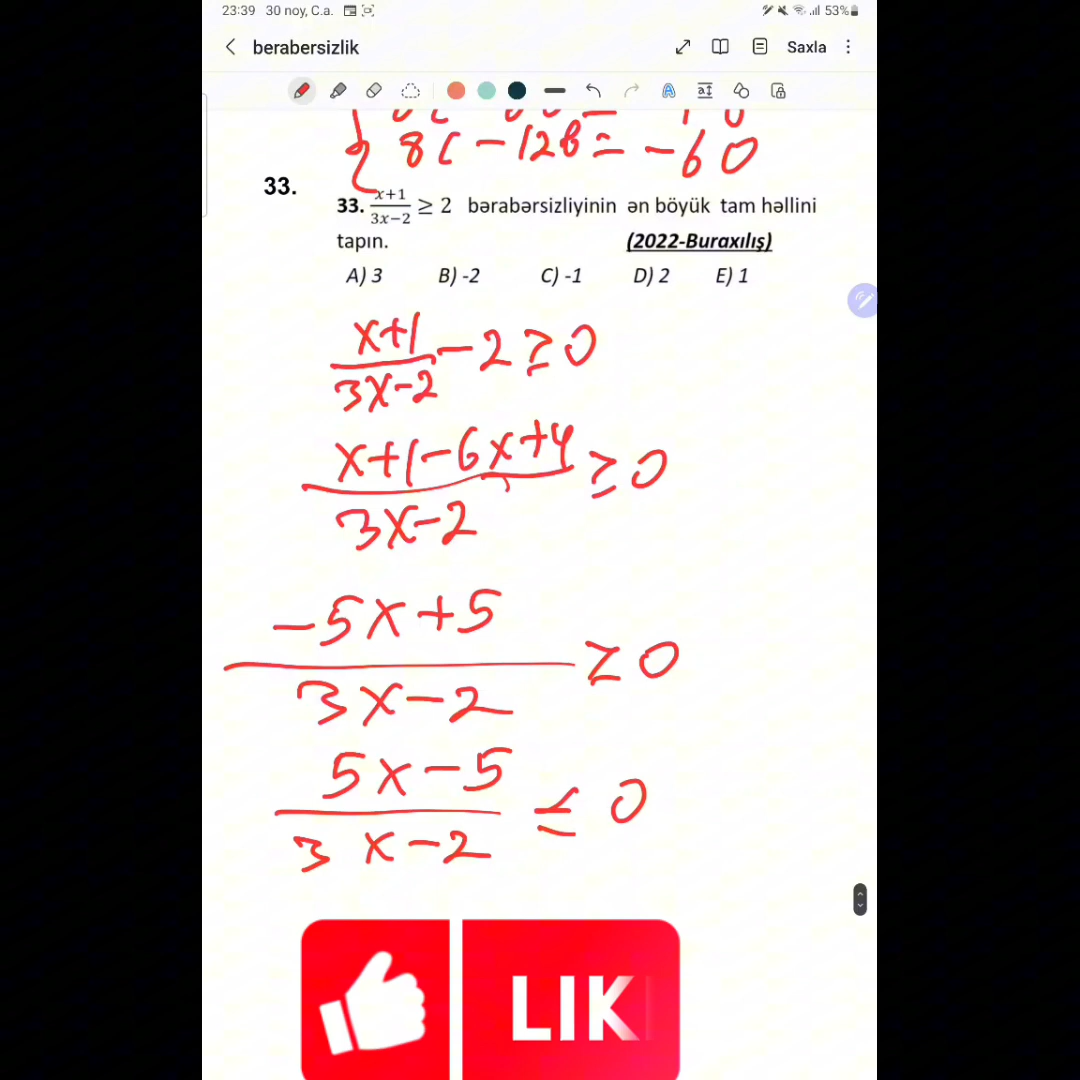 23:39 30 noy, C.a. 53%
berabersizlik Saxla
8c - 12b = -60
33.
33. x+1/3x−2 ≥ 2 bərabərsizliyinin ən böyük tam həllini
tapın. (2022-Buraxılış)
A) 3 B) -2 C) -1 D) 2 E) 1
x+1/3x-2 - 2 ≥ 0
x+1-6x+4/3x-2 ≥ 0
-5x+5/3x-2 ≥ 0
5x-5/3x-2 ≤ 0
LIK